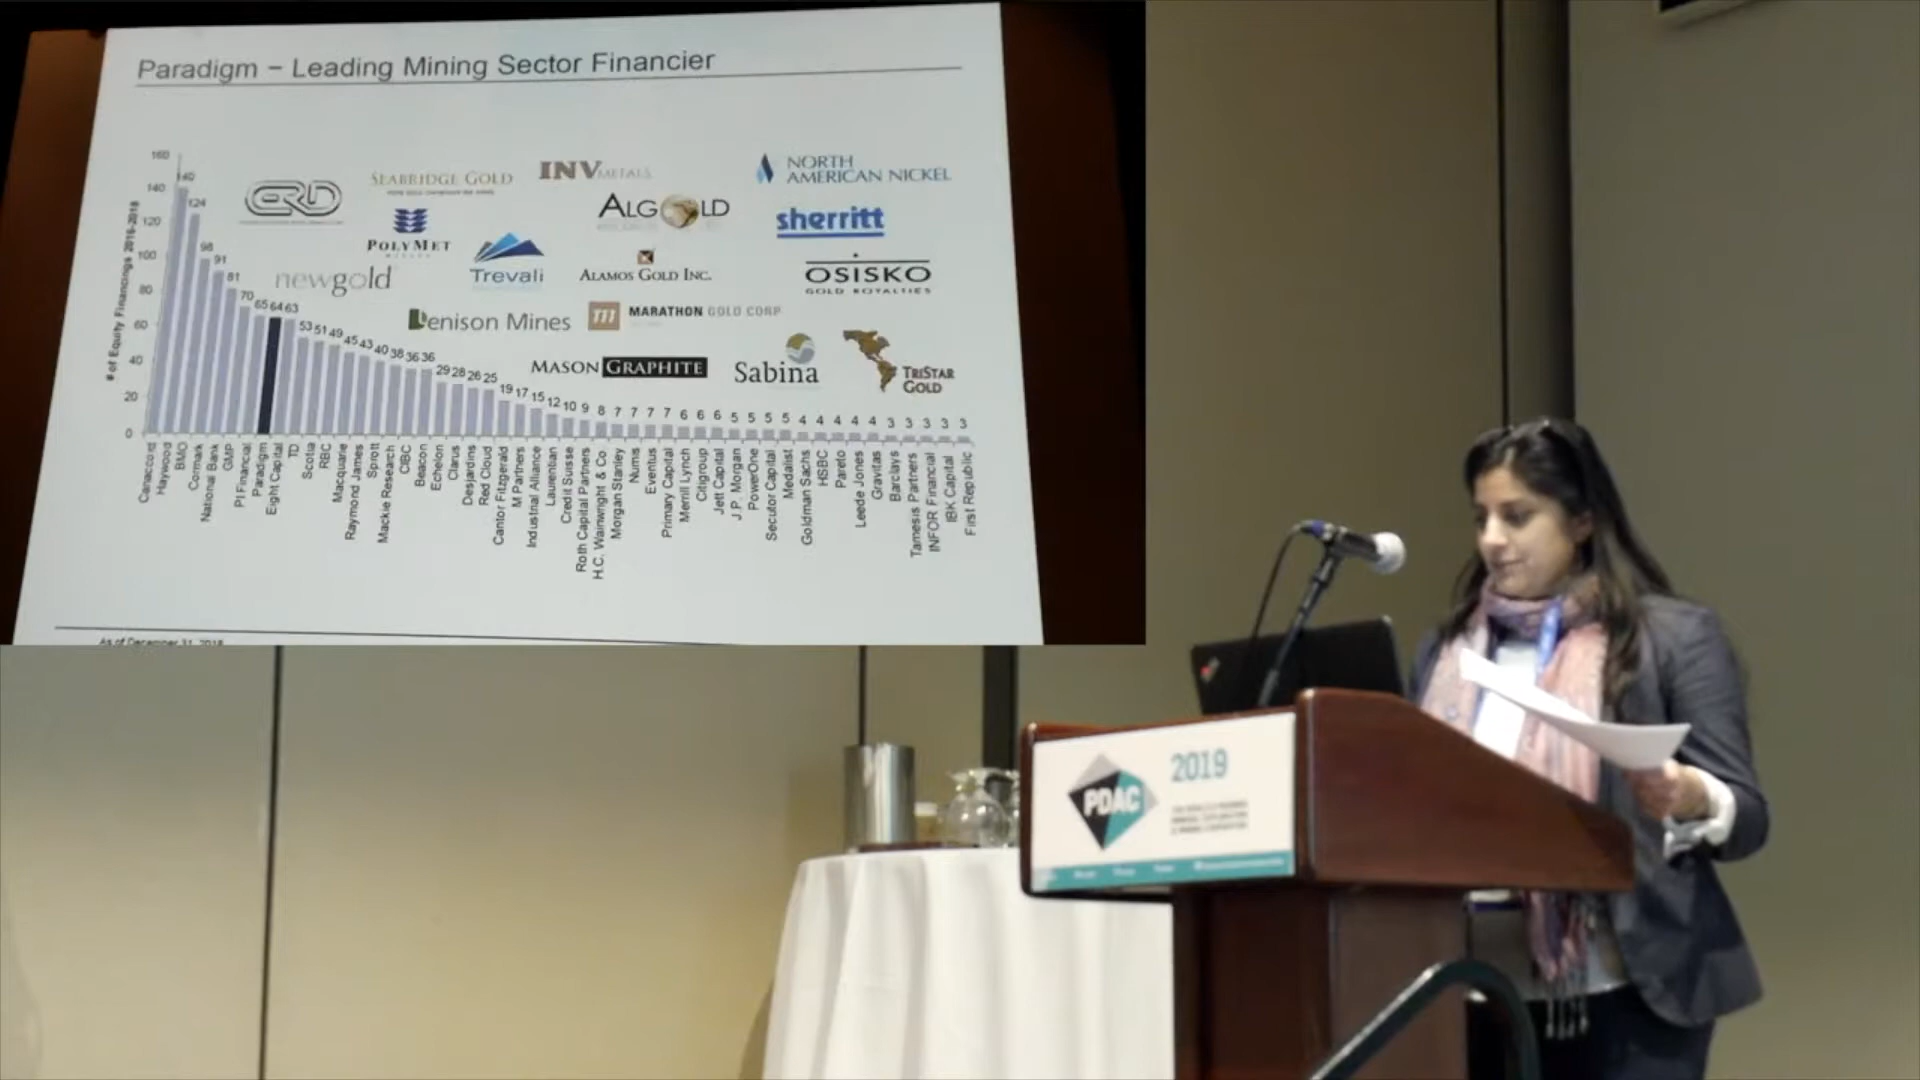 Paradigm – Leading Mining Sector Financier
# of Equity Financings 2016-2018
160
140
120
100
80
60
40
20
0
140
124
98
91
81
70
65
64
63
53
51
49
45
43
40
38
36
36
29
28
26
25
19
17
15
12
10
9
8
7
7
7
7
6
6
6
5
5
5
5
4
4
4
4
4
3
3
3
3
3
ERD
SEABRIDGE GOLD
INV METALS
NORTH
AMERICAN NICKEL
POLYMET
MINING
ALGOLD
sherritt
newgold
Trevali
ALAMOS GOLD INC.
OSISKO
GOLD ROYALTIES
Denison Mines
m MARATHON GOLD CORP
MASON GRAPHITE
Sabina
TRISTAR
GOLD
Canaccord
Haywood
BMO
Cormark
National Bank
GMP
PI Financial
Paradigm
Eight Capital
TD
Scotia
RBC
Macquarie
Raymond James
Sprott
Mackie Research
CIBC
Beacon
Echelon
Clarus
Desjardins
Red Cloud
Cantor Fitzgerald
M Partners
Industrial Alliance
Laurentian
Credit Suisse
Roth Capital Partners
H.C. Wainwright & Co.
Morgan Stanley
Numis
Eventus
Primary Capital
Merrill Lynch
Citigroup
Jett Capital
J.P. Morgan
PowerOne
Secutor Capital
Medalist
Goldman Sachs
HSBC
Pareto
Leede Jones
Gravitas
Barclays
Tamesis Partners
INFOR Financial
IBK Capital
First Republic
As of December 31, 2018
PDAC
2019